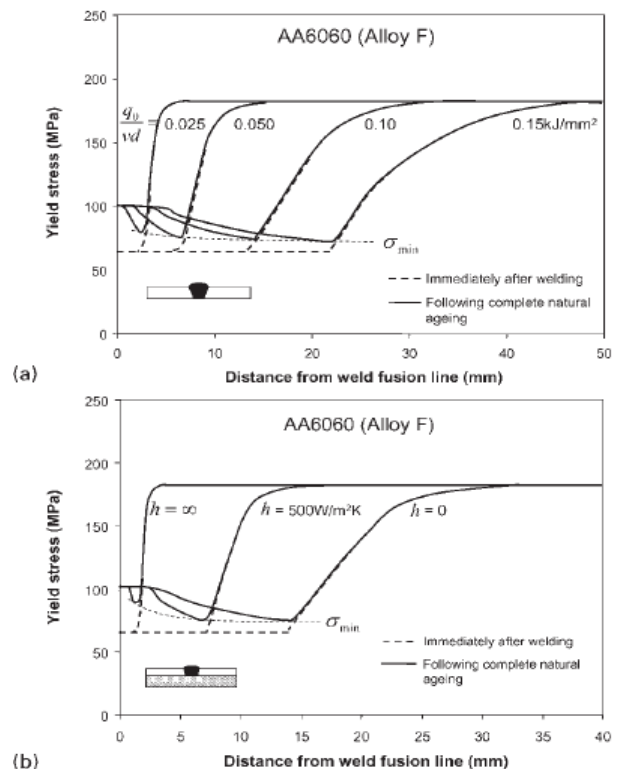 AA6060 (Alloy F)
250
200
150
100
50
0
Yield stress (MPa)
q₀/vd = 0.025 0.050 0.10 0.15kJ/mm²
σmin
Immediately after welding
Following complete natural
ageing
0 10 20 30 40 50
(a) Distance from weld fusion line (mm)
AA6060 (Alloy F)
250
200
150
100
50
0
Yield stress (MPa)
h = ∞ h = 500W/m²K h = 0
σmin
Immediately after welding
Following complete natural
ageing
0 5 10 15 20 25 30 35 40
(b) Distance from weld fusion line (mm)